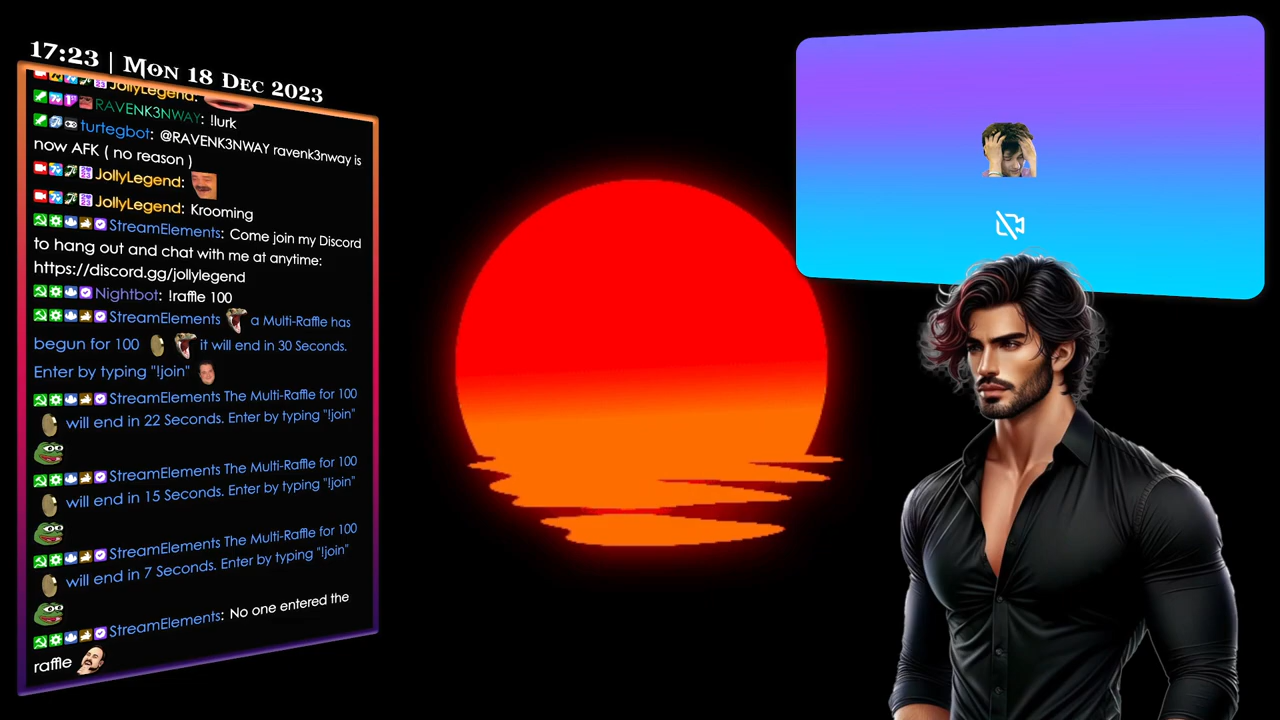 17:23 | Mon 18 Dec 2023
JollyLegend:
RAVENK3NWAY: !lurk
turtegbot: @RAVENK3NWAY ravenk3nway is
now AFK ( no reason )
JollyLegend:
JollyLegend: Krooming
StreamElements: Come join my Discord
to hang out and chat with me at anytime:
https://discord.gg/jollylegend
Nightbot: !raffle 100
StreamElements a Multi-Raffle has
begun for 100 it will end in 30 Seconds.
Enter by typing "!join"
StreamElements The Multi-Raffle for 100
will end in 22 Seconds. Enter by typing "!join"
StreamElements The Multi-Raffle for 100
will end in 15 Seconds. Enter by typing "!join"
StreamElements The Multi-Raffle for 100
will end in 7 Seconds. Enter by typing "!join"
StreamElements: No one entered the
raffle